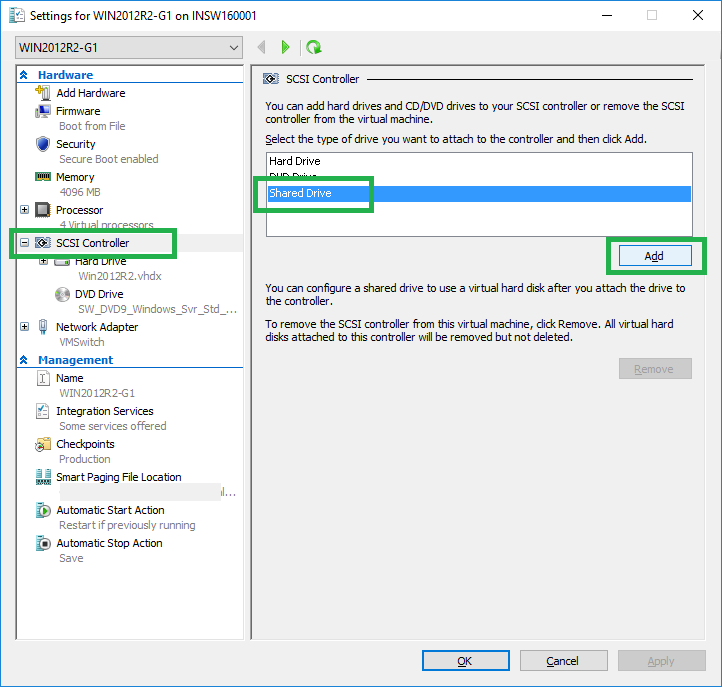 Settings for WIN2012R2-G1 on INSW160001
WIN2012R2-G1
Hardware
Add Hardware
Firmware
Boot from File
Security
Secure Boot enabled
Memory
4096 MB
Processor
4 Virtual processors
SCSI Controller
Hard Drive
Win2012R2.vhdx
DVD Drive
SW_DVD9_Windows_Svr_Std_...
Network Adapter
VMSwitch
Management
Name
WIN2012R2-G1
Integration Services
Some services offered
Checkpoints
Production
Smart Paging File Location
Automatic Start Action
Restart if previously running
Automatic Stop Action
Save
SCSI Controller
You can add hard drives and CD/DVD drives to your SCSI controller or remove the SCSI
controller from the virtual machine.
Select the type of drive you want to attach to the controller and then click Add.
Hard Drive
DVD Drive
Shared Drive
Add
You can configure a shared drive to use a virtual hard disk after you attach the drive to
the controller.
To remove the SCSI controller from this virtual machine, click Remove. All virtual hard
disks attached to this controller will be removed but not deleted.
Remove
OK
Cancel
Apply